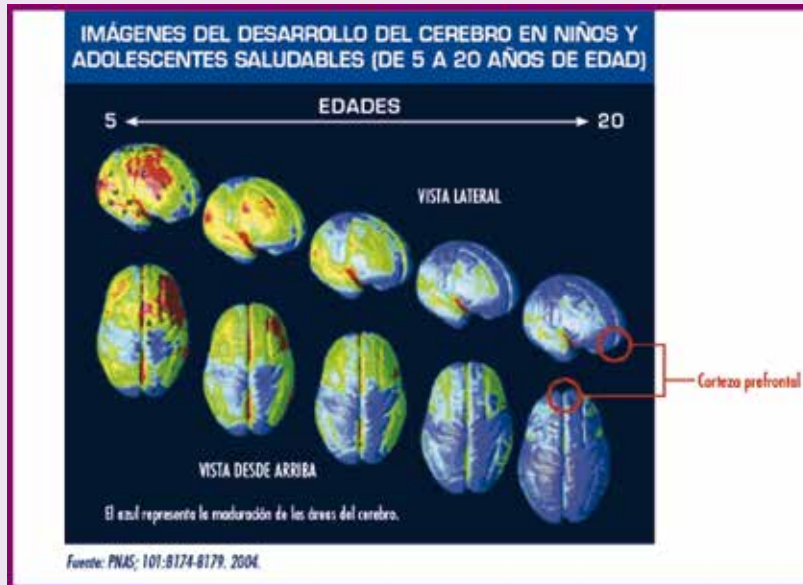 IMÁGENES DEL DESARROLLO DEL CEREBRO EN NIÑOS Y
ADOLESCENTES SALUDABLES (DE 5 A 20 AÑOS DE EDAD)
EDADES
5
20
VISTA LATERAL
Corteza prefrontal
VISTA DESDE ARRIBA
El azul representa la maduración de las áreas del cerebro.
Fuente: PNAS; 101:8174-8179. 2004.